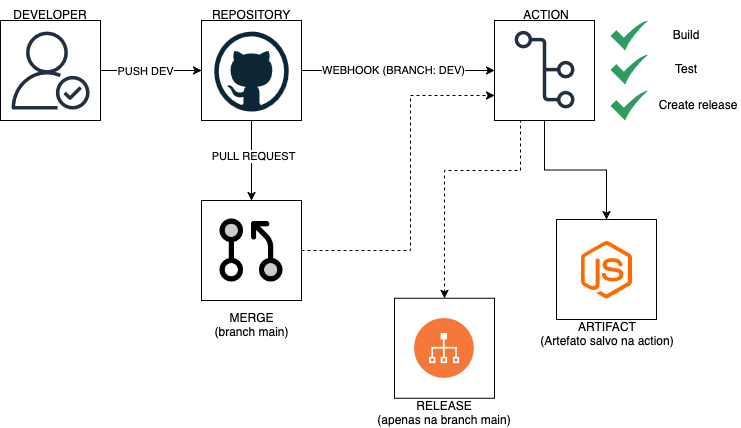 DEVELOPER
REPOSITORY
ACTION
Build
PUSH DEV
WEBHOOK (BRANCH: DEV)
Test
Create release
PULL REQUEST
JS
MERGE
(branch main)
ARTIFACT
(Artefato salvo na action)
RELEASE
(apenas na branch main)